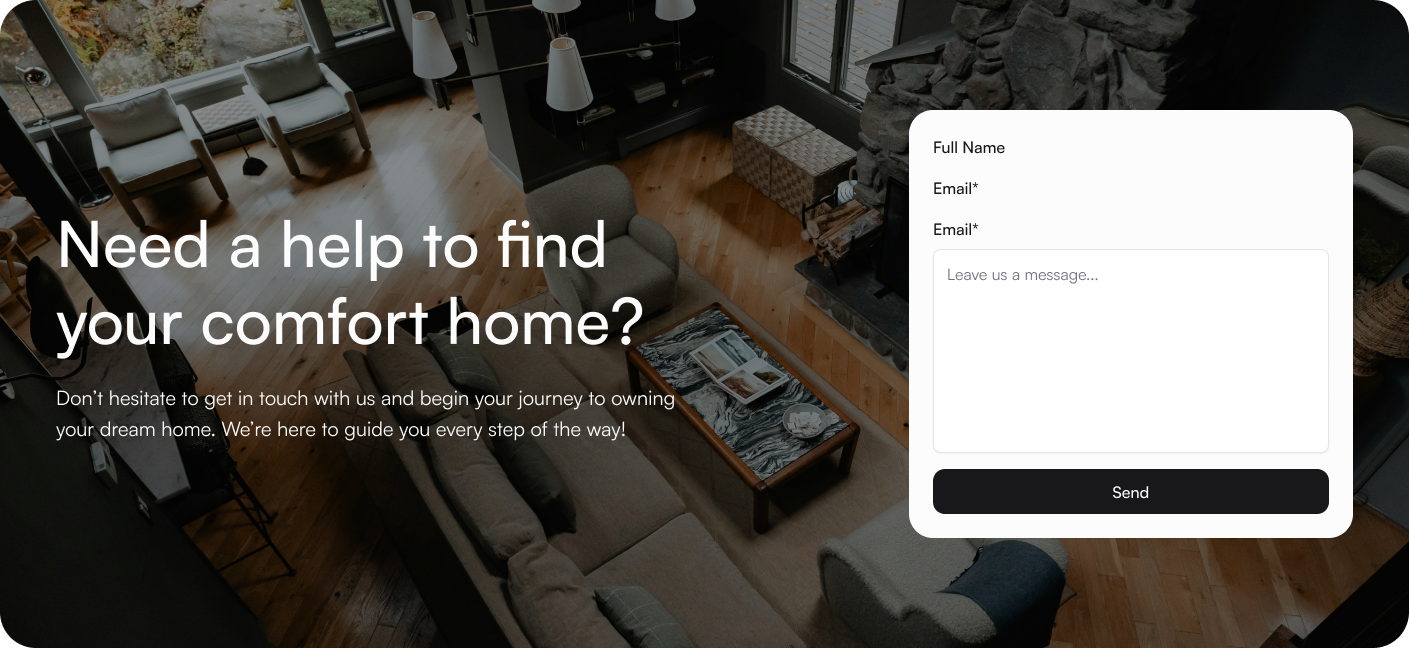 Need a help to find
your comfort home?
Don’t hesitate to get in touch with us and begin your journey to owning
your dream home. We’re here to guide you every step of the way!
Full Name
Email*
Email*
Leave us a message...
Send